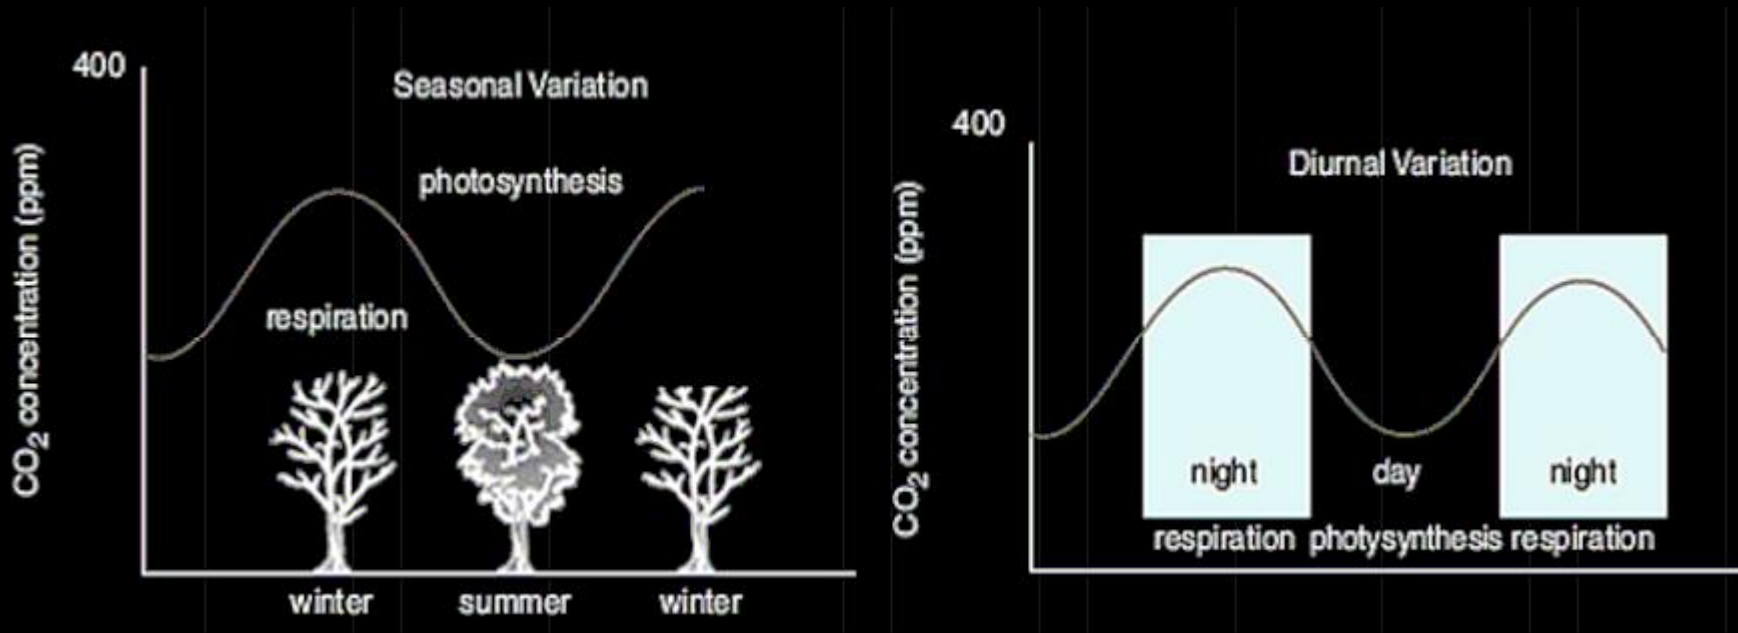 400
Seasonal Variation
photosynthesis
respiration
CO₂ concentration (ppm)
winter summer winter
400
Diurnal Variation
CO₂ concentration (ppm)
night day night
respiration photysynthesis respiration